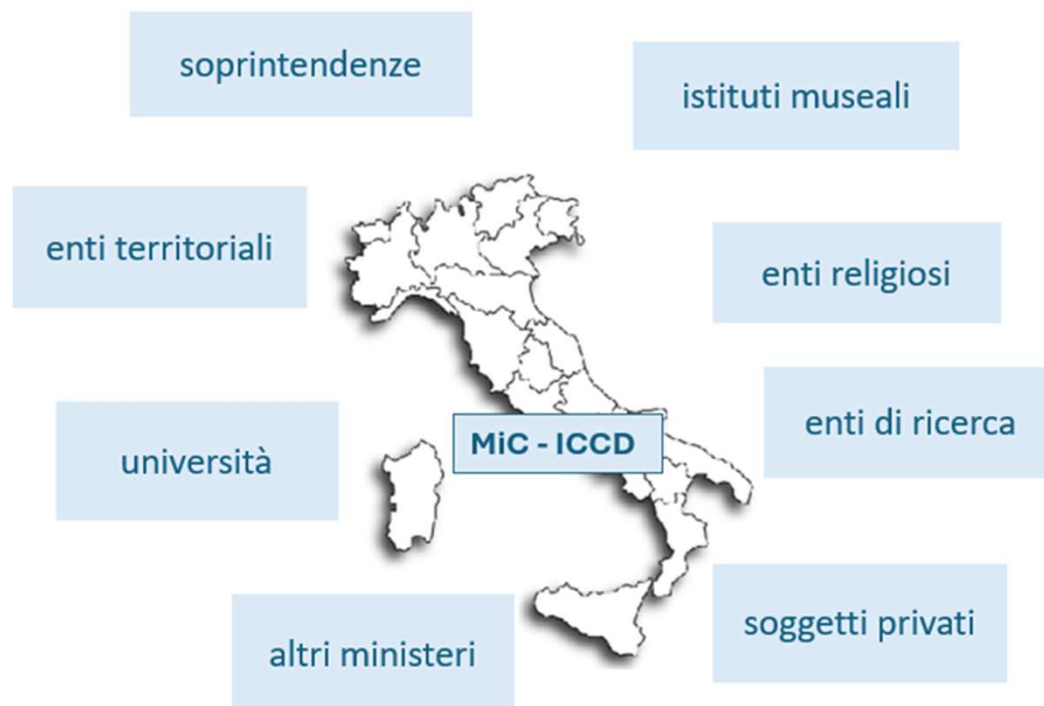 soprintendenze
istituti museali
enti territoriali
enti religiosi
enti di ricerca
università
MiC - ICCD
soggetti privati
altri ministeri